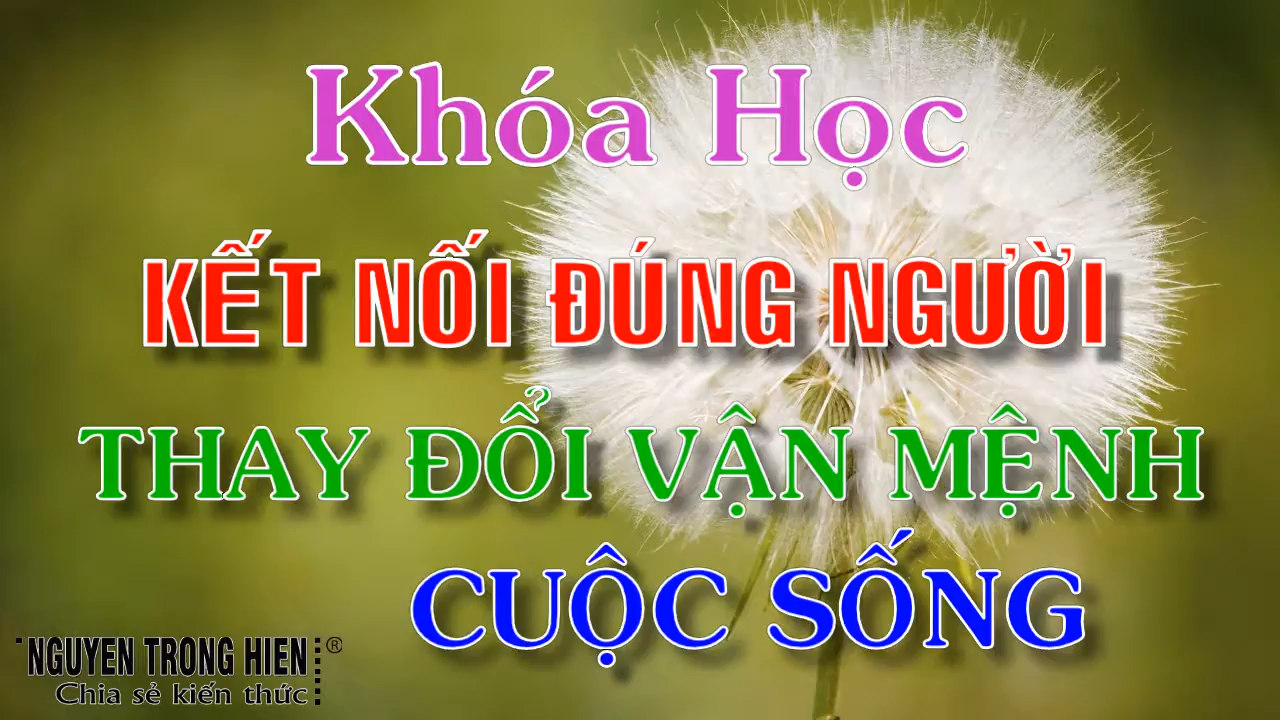 Khóa Học
KẾT NỐI ĐÚNG NGƯỜI
THAY ĐỔI VẬN MỆNH
CUỘC SỐNG
NGUYEN TRONG HIEN ®
Chia sẻ kiến thức